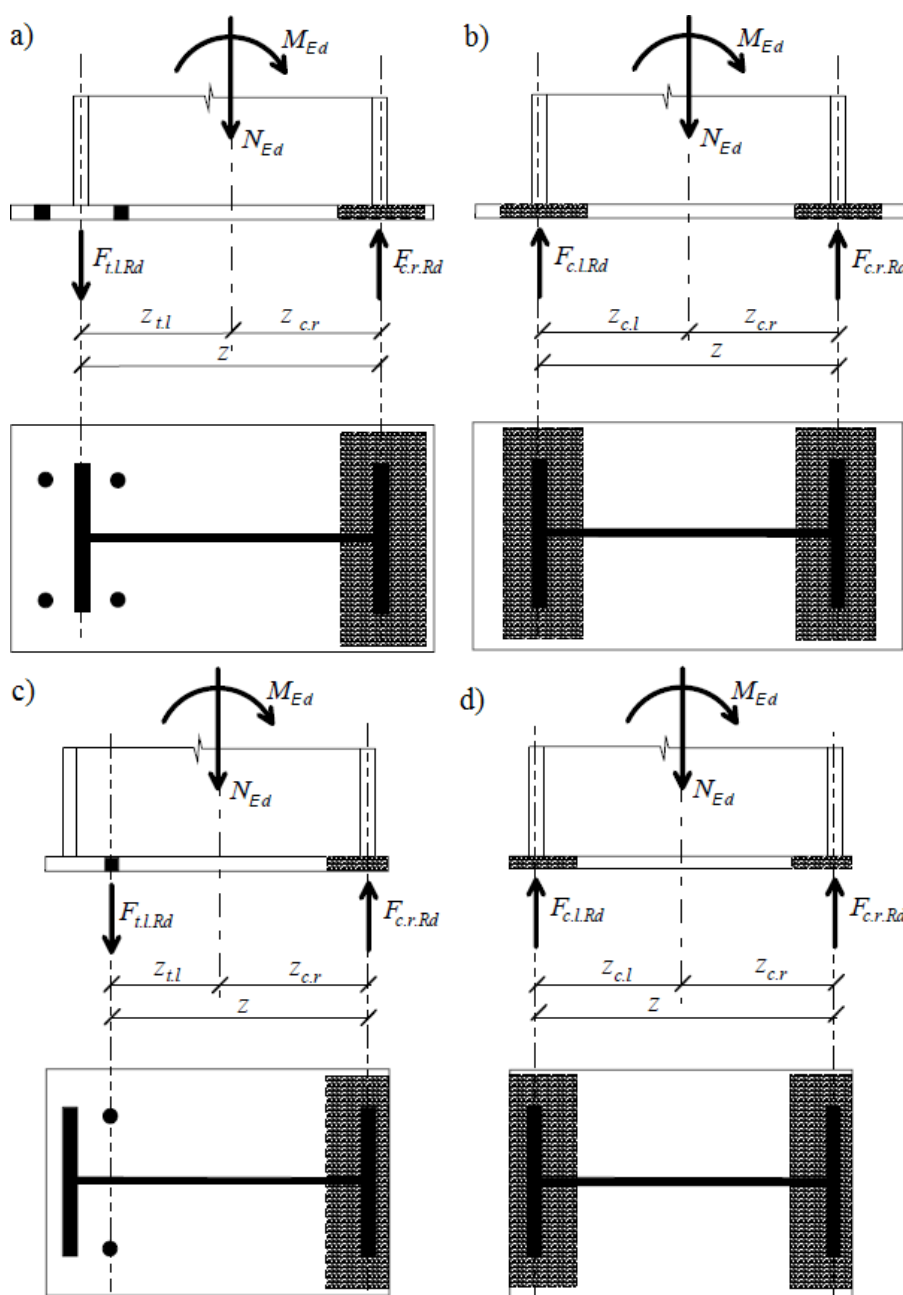 a)
M_Ed
N_Ed
F_t.l.Rd
F_c.r.Rd
z_t.l
z_c.r
z'
b)
M_Ed
N_Ed
F_c.l.Rd
F_c.r.Rd
z_c.l
z_c.r
z
c)
M_Ed
N_Ed
F_t.l.Rd
F_c.r.Rd
z_t.l
z_c.r
z
d)
M_Ed
N_Ed
F_c.l.Rd
F_c.r.Rd
z_c.l
z_c.r
z